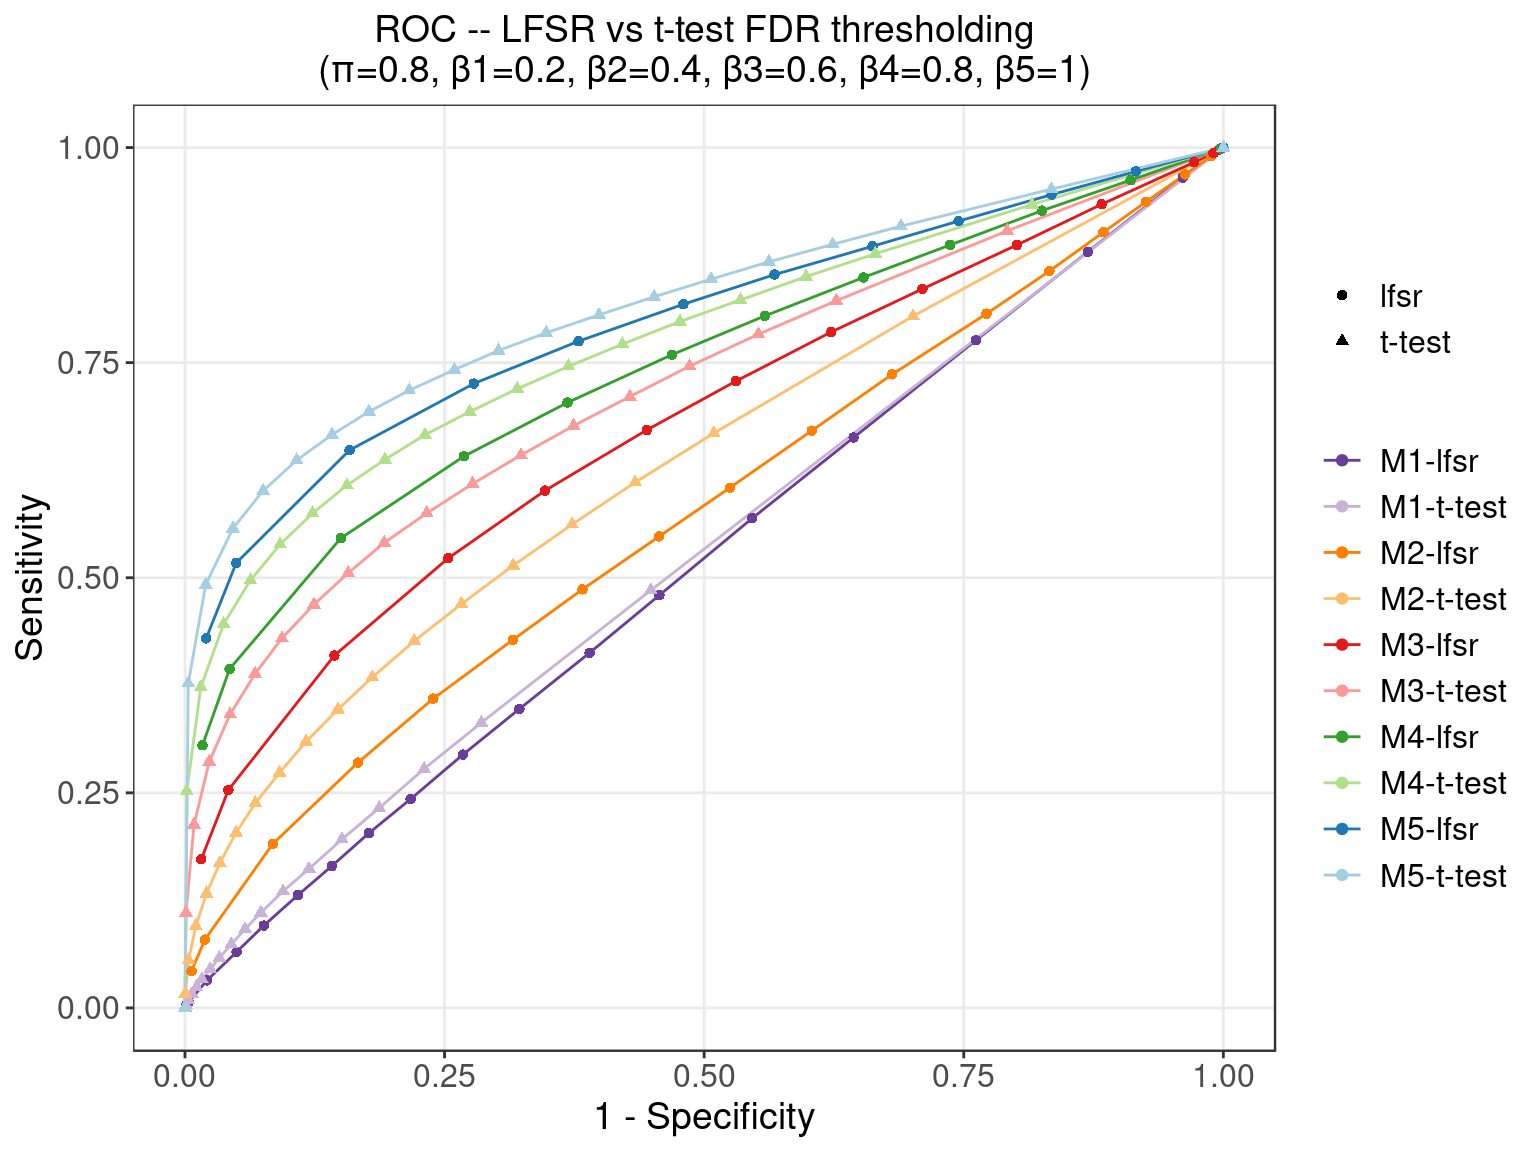 ROC -- LFSR vs t-test FDR thresholding
(π=0.8, β1=0.2, β2=0.4, β3=0.6, β4=0.8, β5=1)
Sensitivity
1.00
0.75
0.50
0.25
0.00
0.00 0.25 0.50 0.75 1.00
1 - Specificity
lfsr
t-test
M1-lfsr
M1-t-test
M2-lfsr
M2-t-test
M3-lfsr
M3-t-test
M4-lfsr
M4-t-test
M5-lfsr
M5-t-test